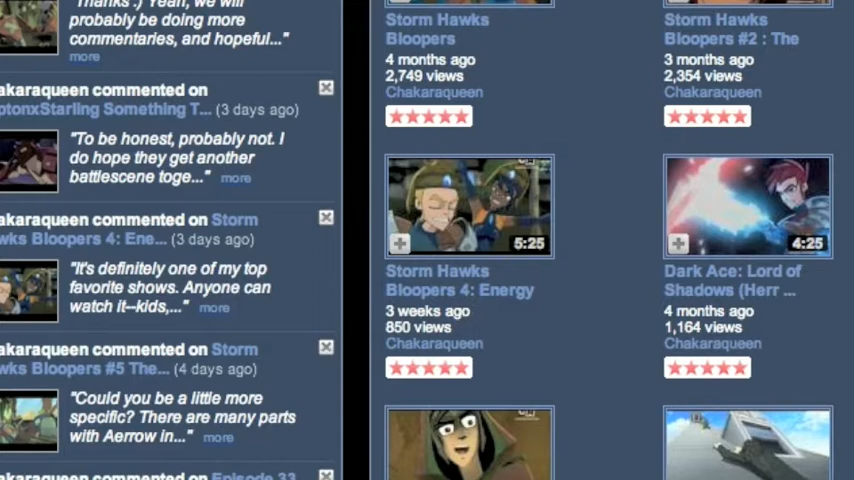 "Thanks :) Yeah, we will
probably be doing more
commentaries, and hopeful..."
more
akaraqueen commented on
ptonxStarling Something T... (3 days ago)
"To be honest, probably not. I
do hope they get another
battlescene toge..." more
akaraqueen commented on Storm
wks Bloopers 4: Ene... (3 days ago)
"It's definitely one of my top
favorite shows. Anyone can
watch it--kids,..." more
akaraqueen commented on Storm
wks Bloopers #5 The... (4 days ago)
"Could you be a little more
specific? There are many parts
with Aerrow in..." more
akaraqueen commented on Episode 33
Storm Hawks
Bloopers
4 months ago
2,749 views
Chakaraqueen
Storm Hawks
Bloopers #2 : The
3 months ago
2,354 views
Chakaraqueen
5:25
Storm Hawks
Bloopers 4: Energy
3 weeks ago
850 views
Chakaraqueen
4:25
Dark Ace: Lord of
Shadows (Herr ...
4 months ago
1,164 views
Chakaraqueen